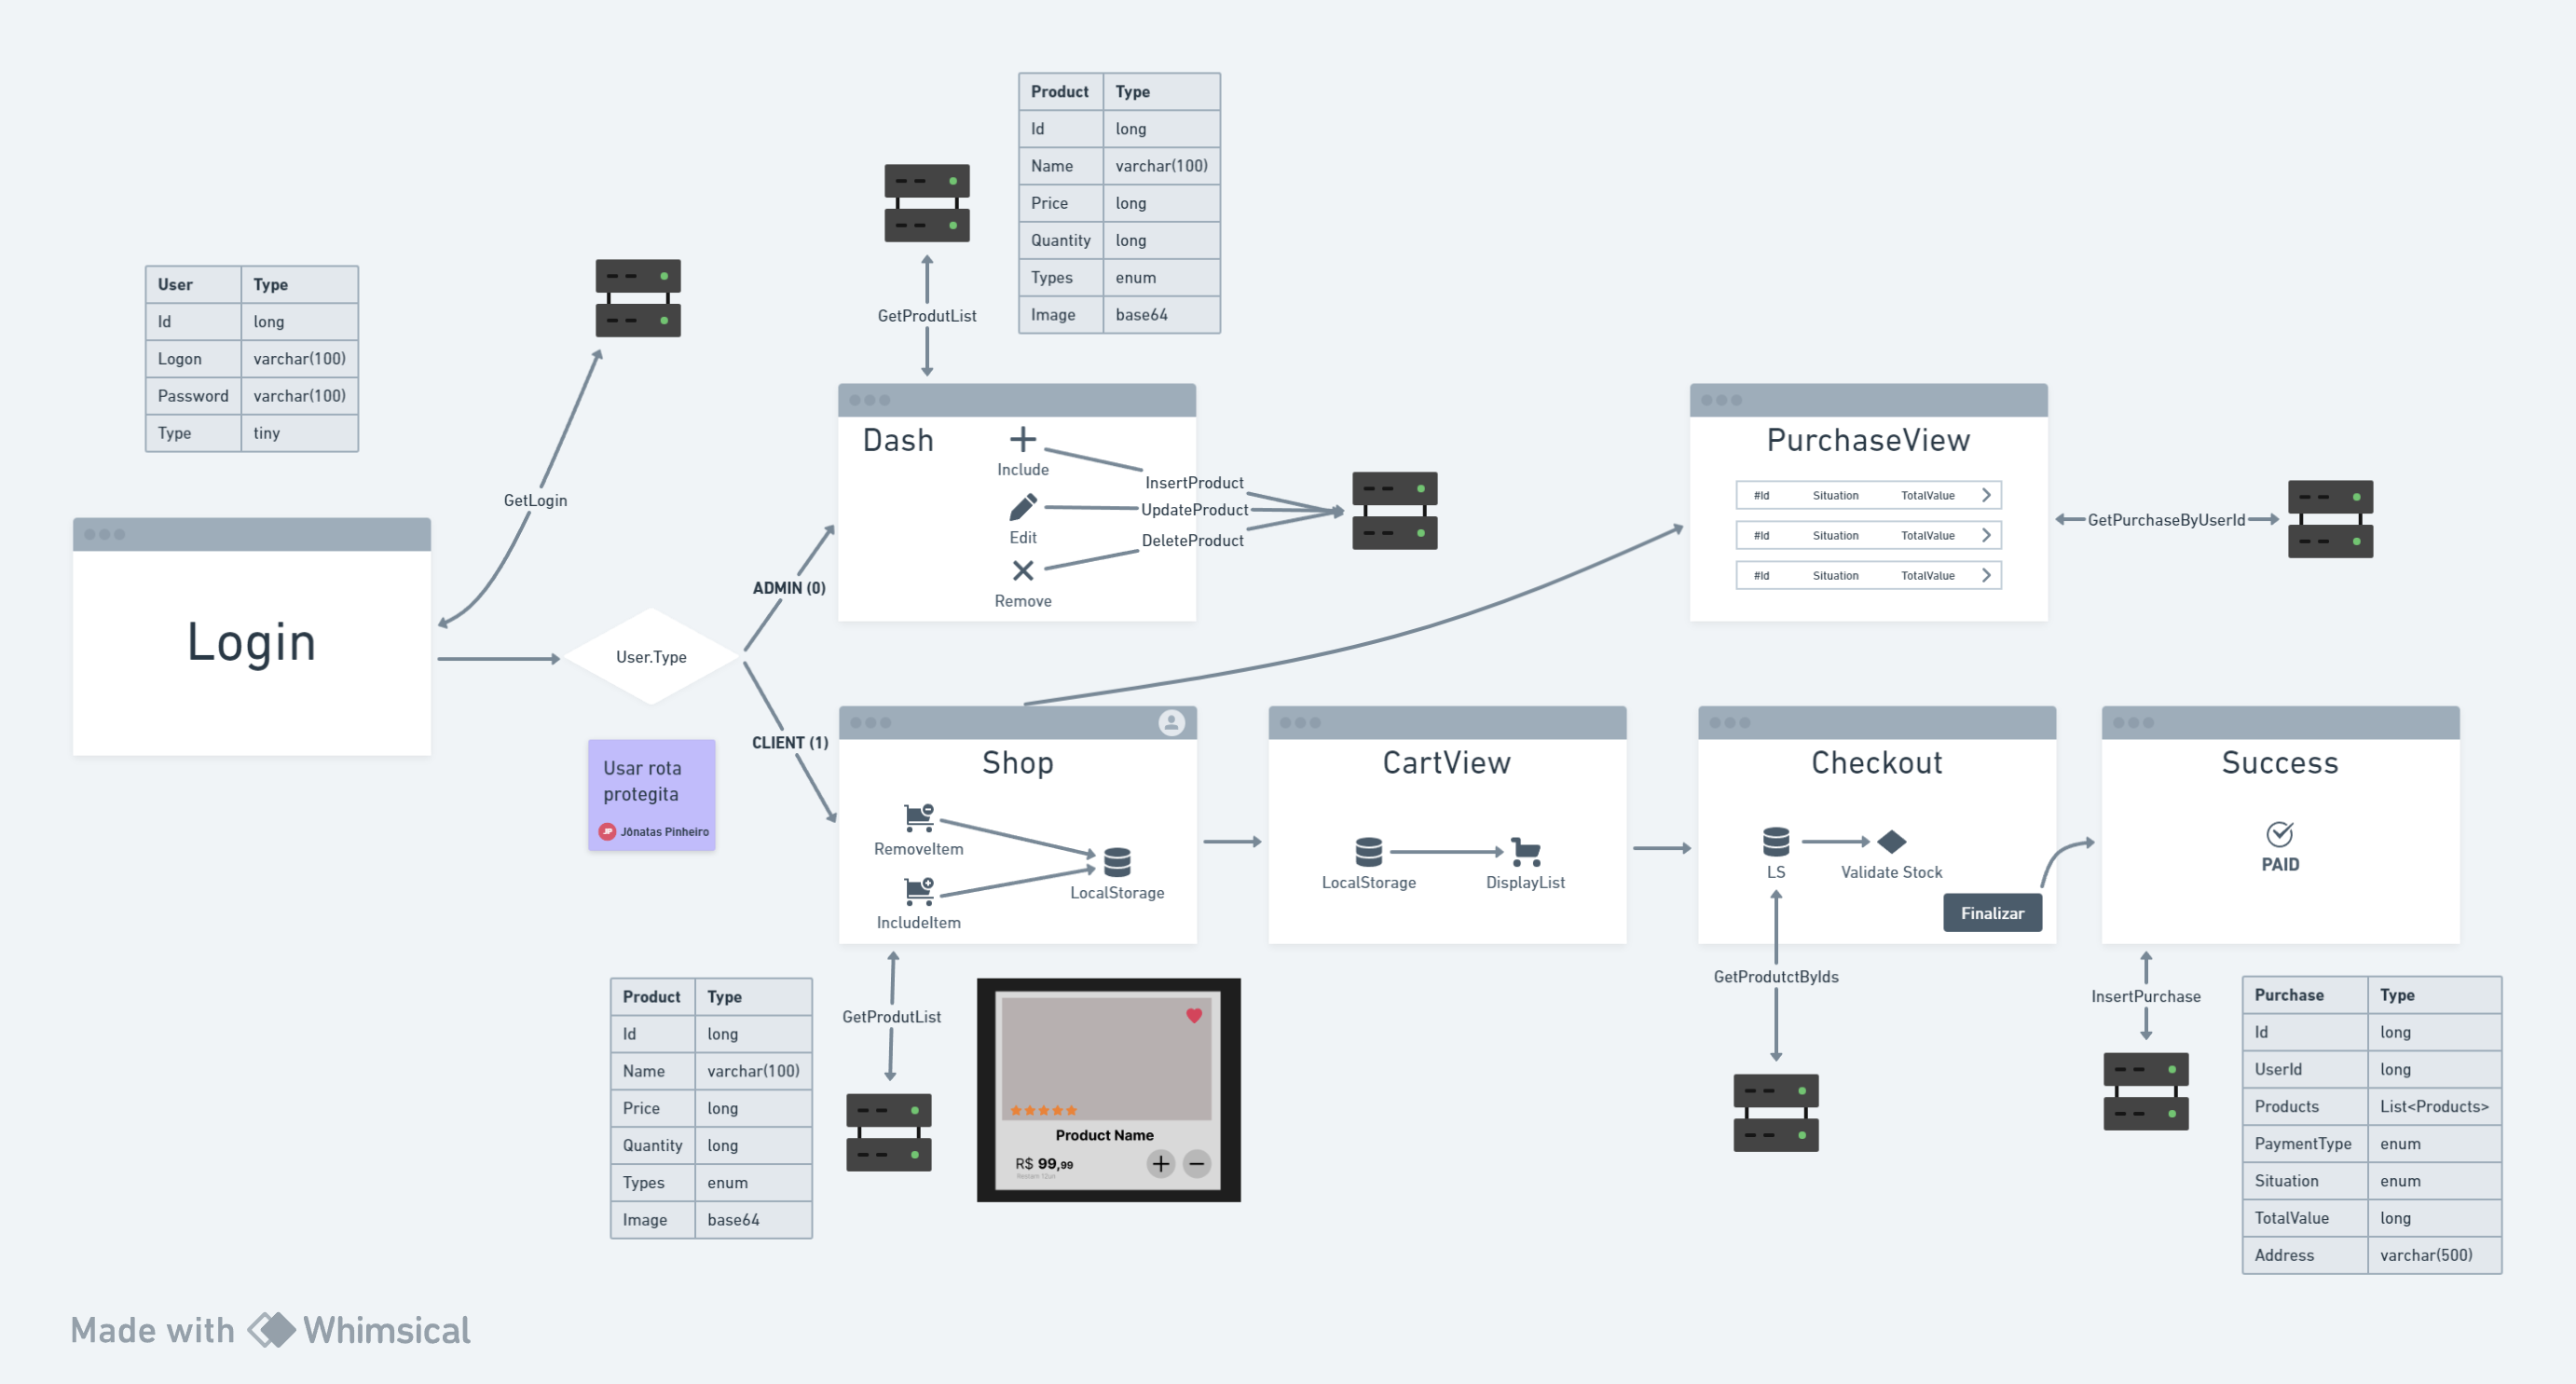 Product Type
Id long
Name varchar(100)
Price long
Quantity long
Types enum
Image base64
GetProdutList
User Type
Id long
Logon varchar(100)
Password varchar(100)
Type tiny
GetLogin
Login
User.Type
ADMIN (0)
CLIENT (1)
Usar rota
protegita
JP Jônatas Pinheiro
Dash
Include
Edit
Remove
InsertProduct
UpdateProduct
DeleteProduct
PurchaseView
#Id Situation TotalValue
#Id Situation TotalValue
#Id Situation TotalValue
GetPurchaseByUserId
Shop
RemoveItem
IncludeItem
LocalStorage
CartView
LocalStorage
DisplayList
Checkout
LS
Validate Stock
Finalizar
Success
PAID
Product Type
Id long
Name varchar(100)
Price long
Quantity long
Types enum
Image base64
GetProdutList
Product Name
R$ 99,99
Restam 12un
GetProdutctByIds
InsertPurchase
Purchase Type
Id long
UserId long
Products List<Products>
PaymentType enum
Situation enum
TotalValue long
Address varchar(500)
Made with Whimsical